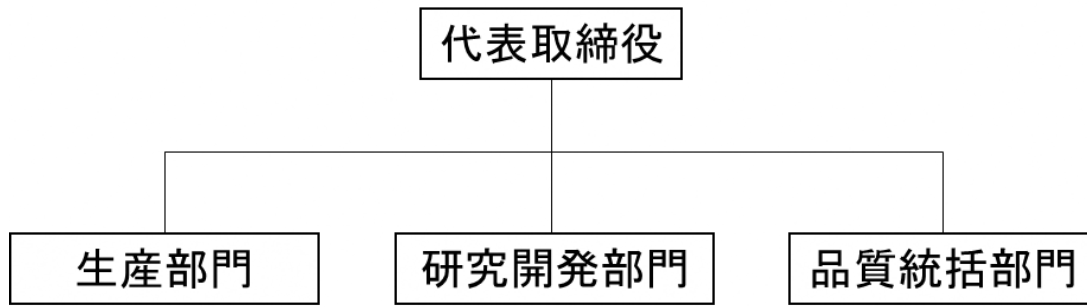 代表取締役
生産部門
研究開発部門
品質統括部門